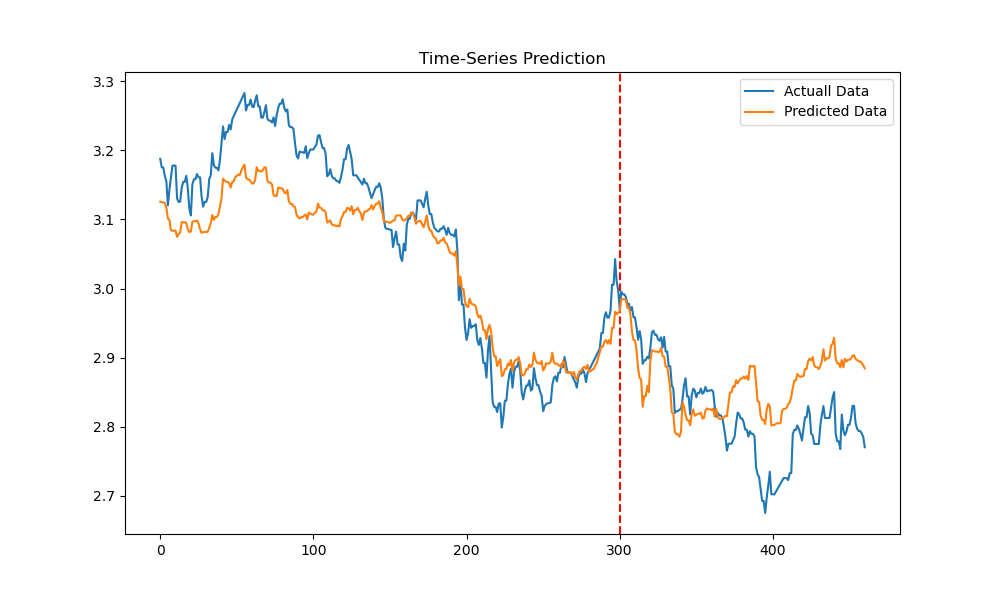 Time-Series Prediction
Actuall Data
Predicted Data
3.3
3.2
3.1
3.0
2.9
2.8
2.7
0 100 200 300 400